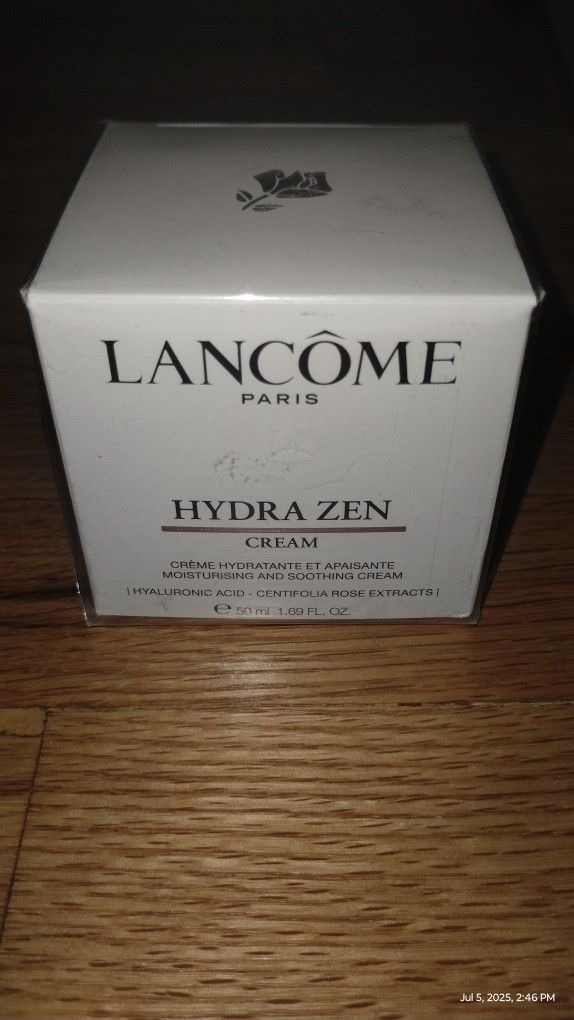 LANCÔME
PARIS
HYDRA ZEN
CREAM
CRÈME HYDRATANTE ET APAISANTE
MOISTURISING AND SOOTHING CREAM
| HYALURONIC ACID - CENTIFOLIA ROSE EXTRACTS |
℮ 50 ml 1.69 FL. OZ.
Jul 5, 2025, 2:46 PM